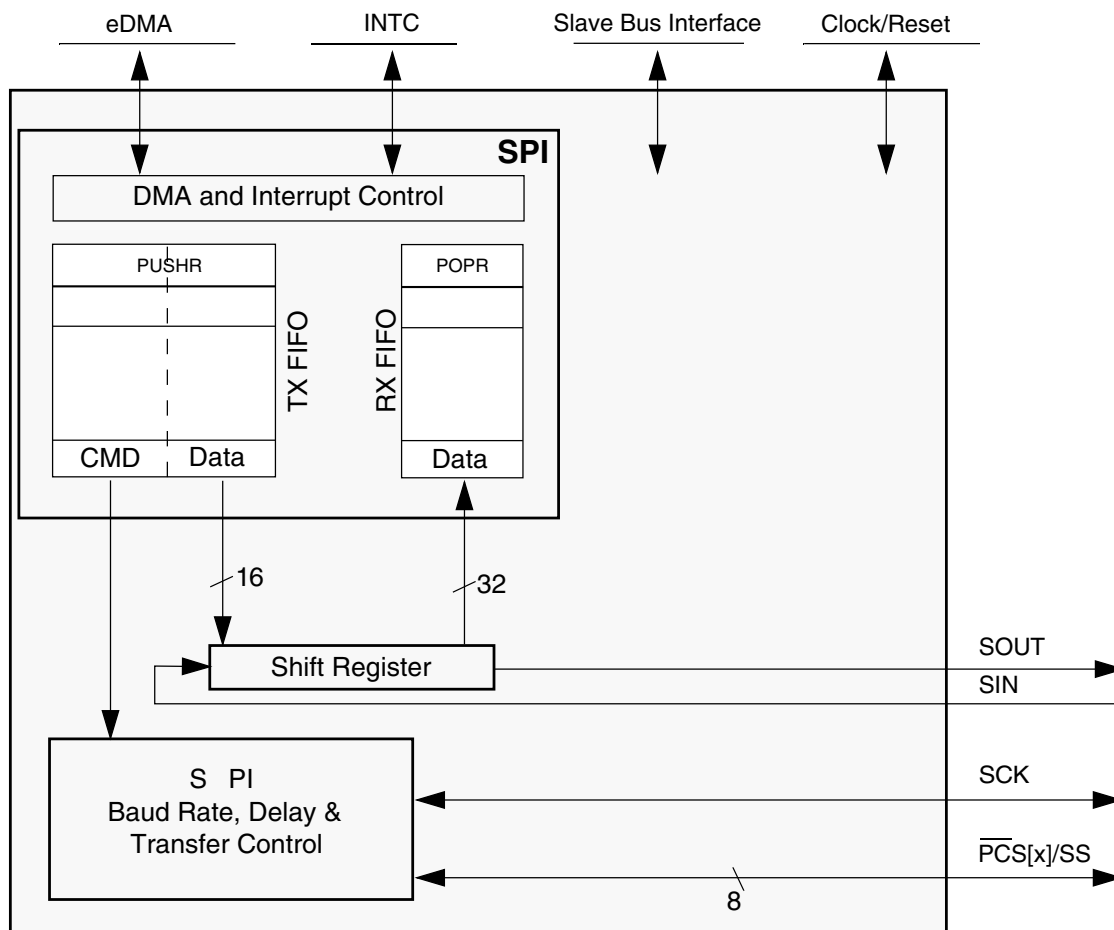 eDMA
INTC
Slave Bus Interface
Clock/Reset
SPI
DMA and Interrupt Control
PUSHR
POPR
TX FIFO
RX FIFO
CMD
Data
Data
16
32
Shift Register
SOUT
SIN
S PI
Baud Rate, Delay &
Transfer Control
SCK
PCS[x]/SS
8